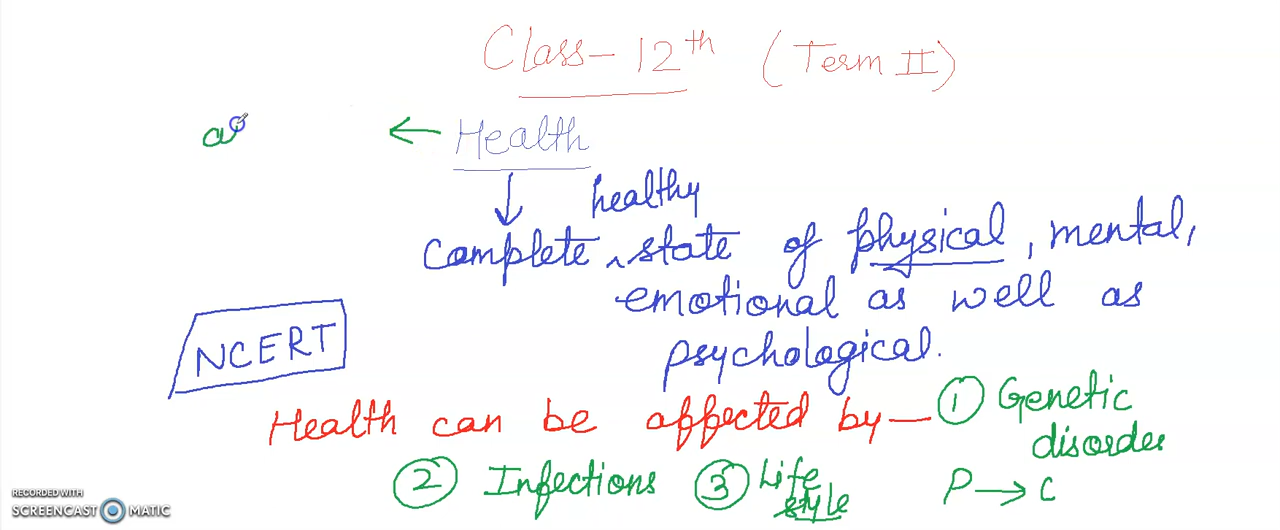 Class-12th (Term II)
a ← Health
healthy
Complete state of physical, mental,
emotional as well as
psychological.
NCERT
Health can be affected by — ① Genetic
disorder
② Infections ③ Life
style
P → C
RECORDED WITH
SCREENCAST MATIC